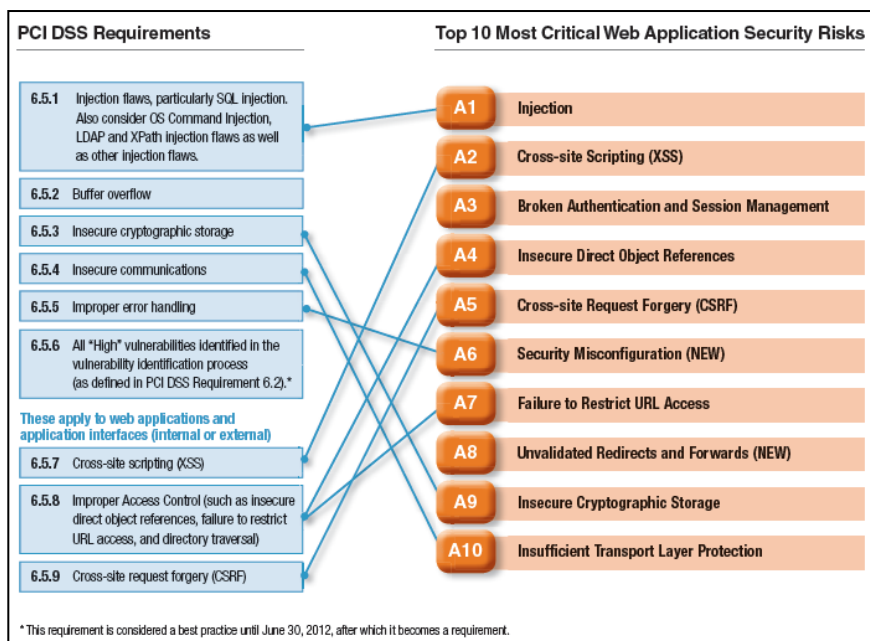 PCI DSS Requirements
6.5.1 Injection flaws, particularly SQL injection.
Also consider OS Command Injection,
LDAP and XPath injection flaws as well
as other injection flaws.
6.5.2 Buffer overflow
6.5.3 Insecure cryptographic storage
6.5.4 Insecure communications
6.5.5 Improper error handling
6.5.6 All “High” vulnerabilities identified in the
vulnerability identification process
(as defined in PCI DSS Requirement 6.2).*
These apply to web applications and
application interfaces (internal or external)
6.5.7 Cross-site scripting (XSS)
6.5.8 Improper Access Control (such as insecure
direct object references, failure to restrict
URL access, and directory traversal)
6.5.9 Cross-site request forgery (CSRF)
Top 10 Most Critical Web Application Security Risks
A1 Injection
A2 Cross-site Scripting (XSS)
A3 Broken Authentication and Session Management
A4 Insecure Direct Object References
A5 Cross-site Request Forgery (CSRF)
A6 Security Misconfiguration (NEW)
A7 Failure to Restrict URL Access
A8 Unvalidated Redirects and Forwards (NEW)
A9 Insecure Cryptographic Storage
A10 Insufficient Transport Layer Protection
* This requirement is considered a best practice until June 30, 2012, after which it becomes a requirement.